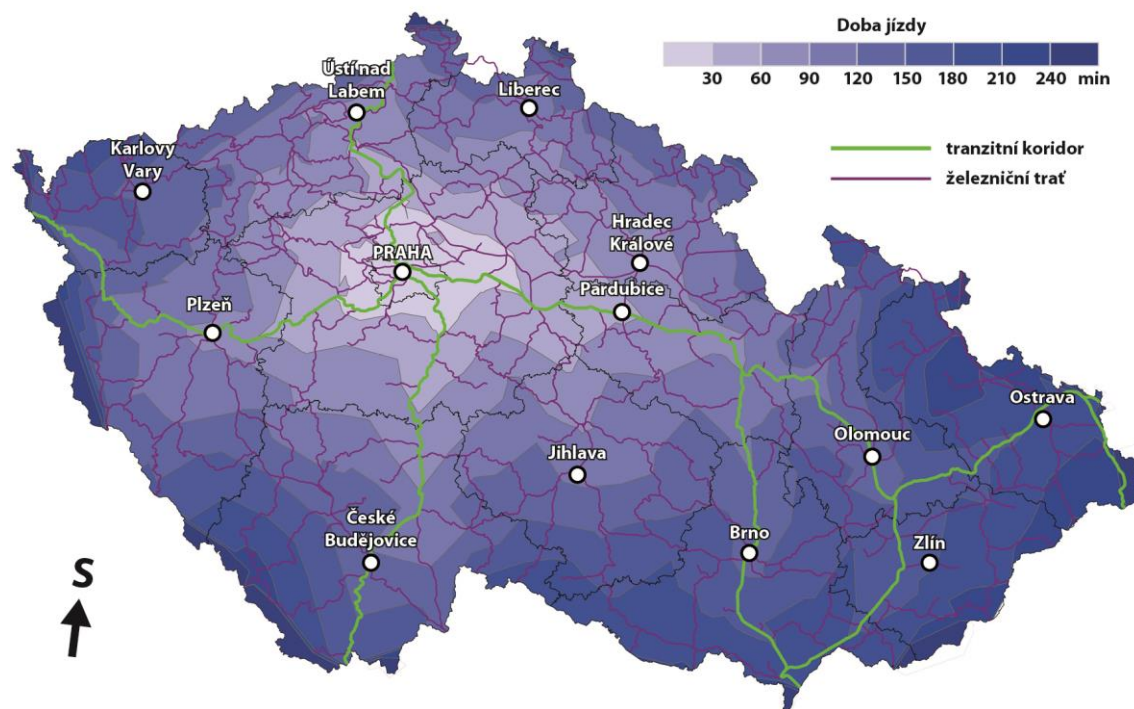 Doba jízdy
30 60 90 120 150 180 210 240 min
tranzitní koridor
železniční trať
Ústí nad
Labem
Liberec
Karlovy
Vary
Hradec
Králové
PRAHA
Pardubice
Plzeň
Ostrava
Olomouc
Jihlava
České
Budějovice
Brno
Zlín
S